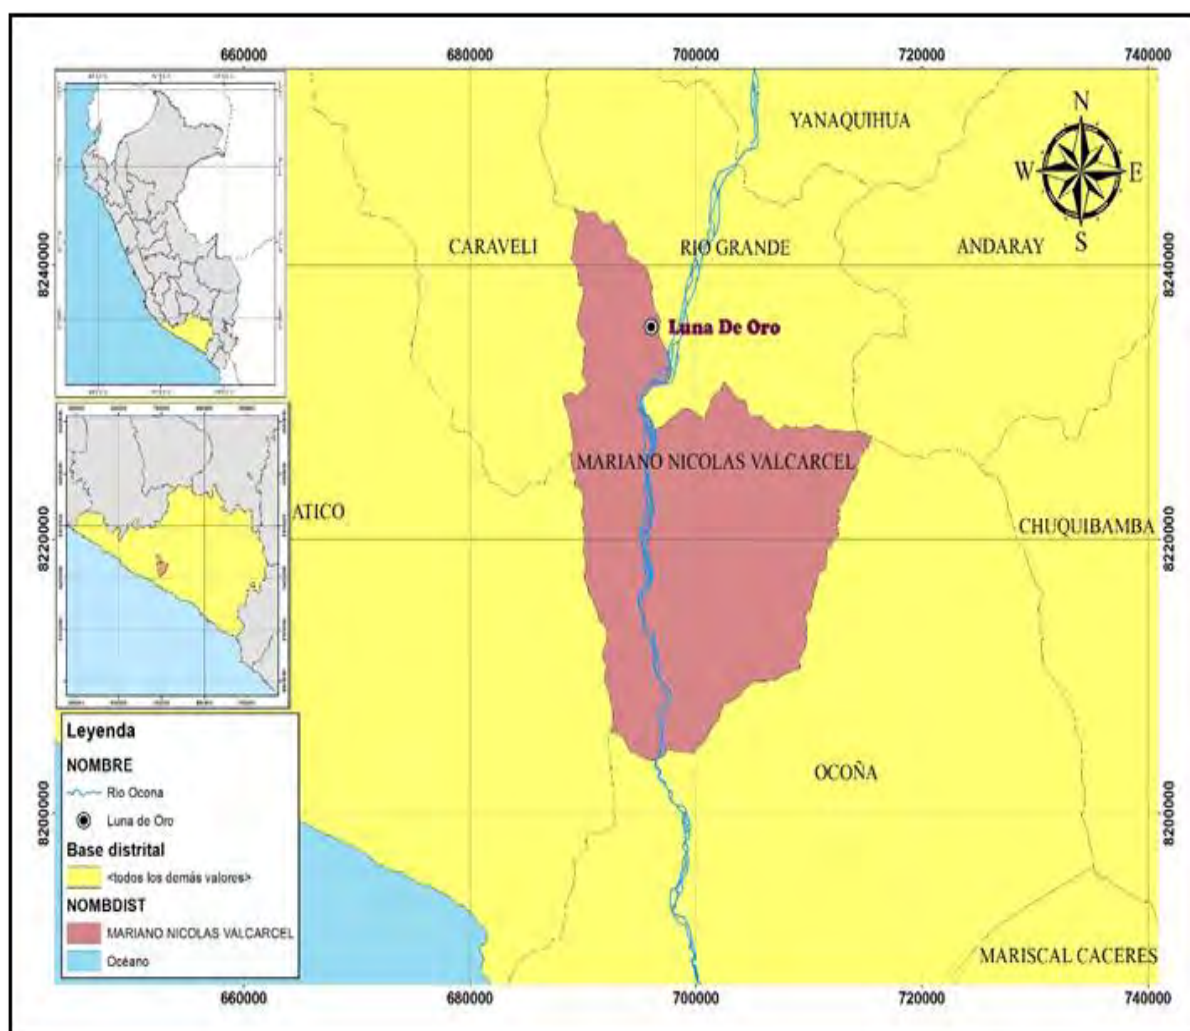 660000 680000 700000 720000 740000
N
W E
S
YANAQUIHUA
CARAVELI
RIO GRANDE
ANDARAY
8240000
8240000
Luna De Oro
MARIANO NICOLAS VALCARCEL
ATICO
CHUQUIBAMBA
8220000
8220000
OCOÑA
8200000
8200000
MARISCAL CACERES
Leyenda
NOMBRE
Rio Ocona
Luna de Oro
Base distrital
<todos los demás valores>
NOMBDIST
MARIANO NICOLAS VALCARCEL
Océano
660000 680000 700000 720000 740000